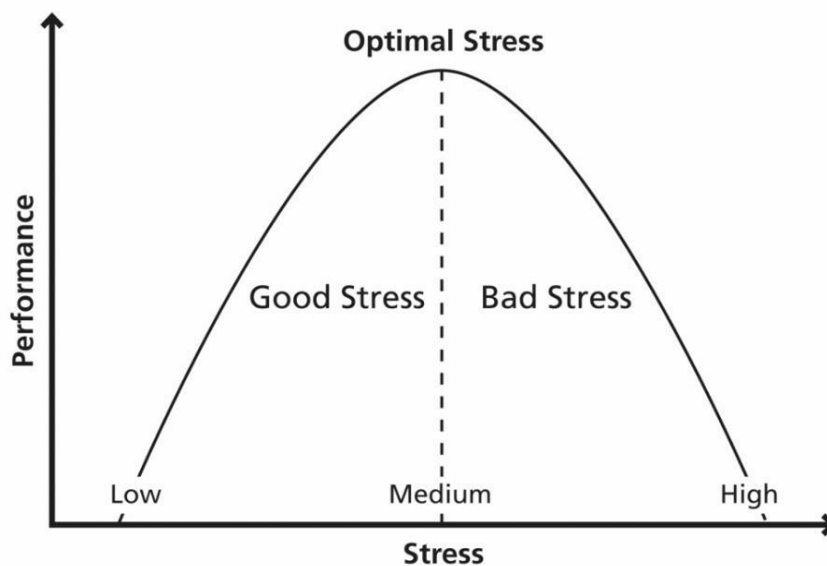 Optimal Stress
Performance
Good Stress
Bad Stress
Low
Medium
High
Stress